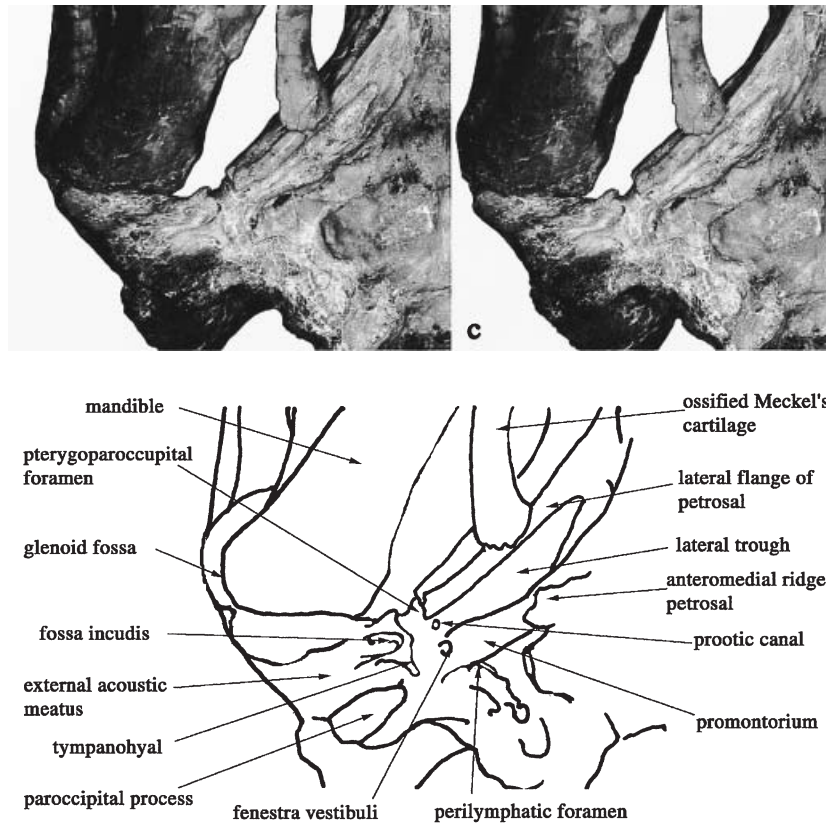 C
mandible
ossified Meckel's
cartilage
pterygoparoccupital
foramen
lateral flange of
petrosal
glenoid fossa
lateral trough
anteromedial ridge
petrosal
fossa incudis
prootic canal
external acoustic
meatus
promontorium
tympanohyal
paroccipital process
fenestra vestibuli
perilymphatic foramen